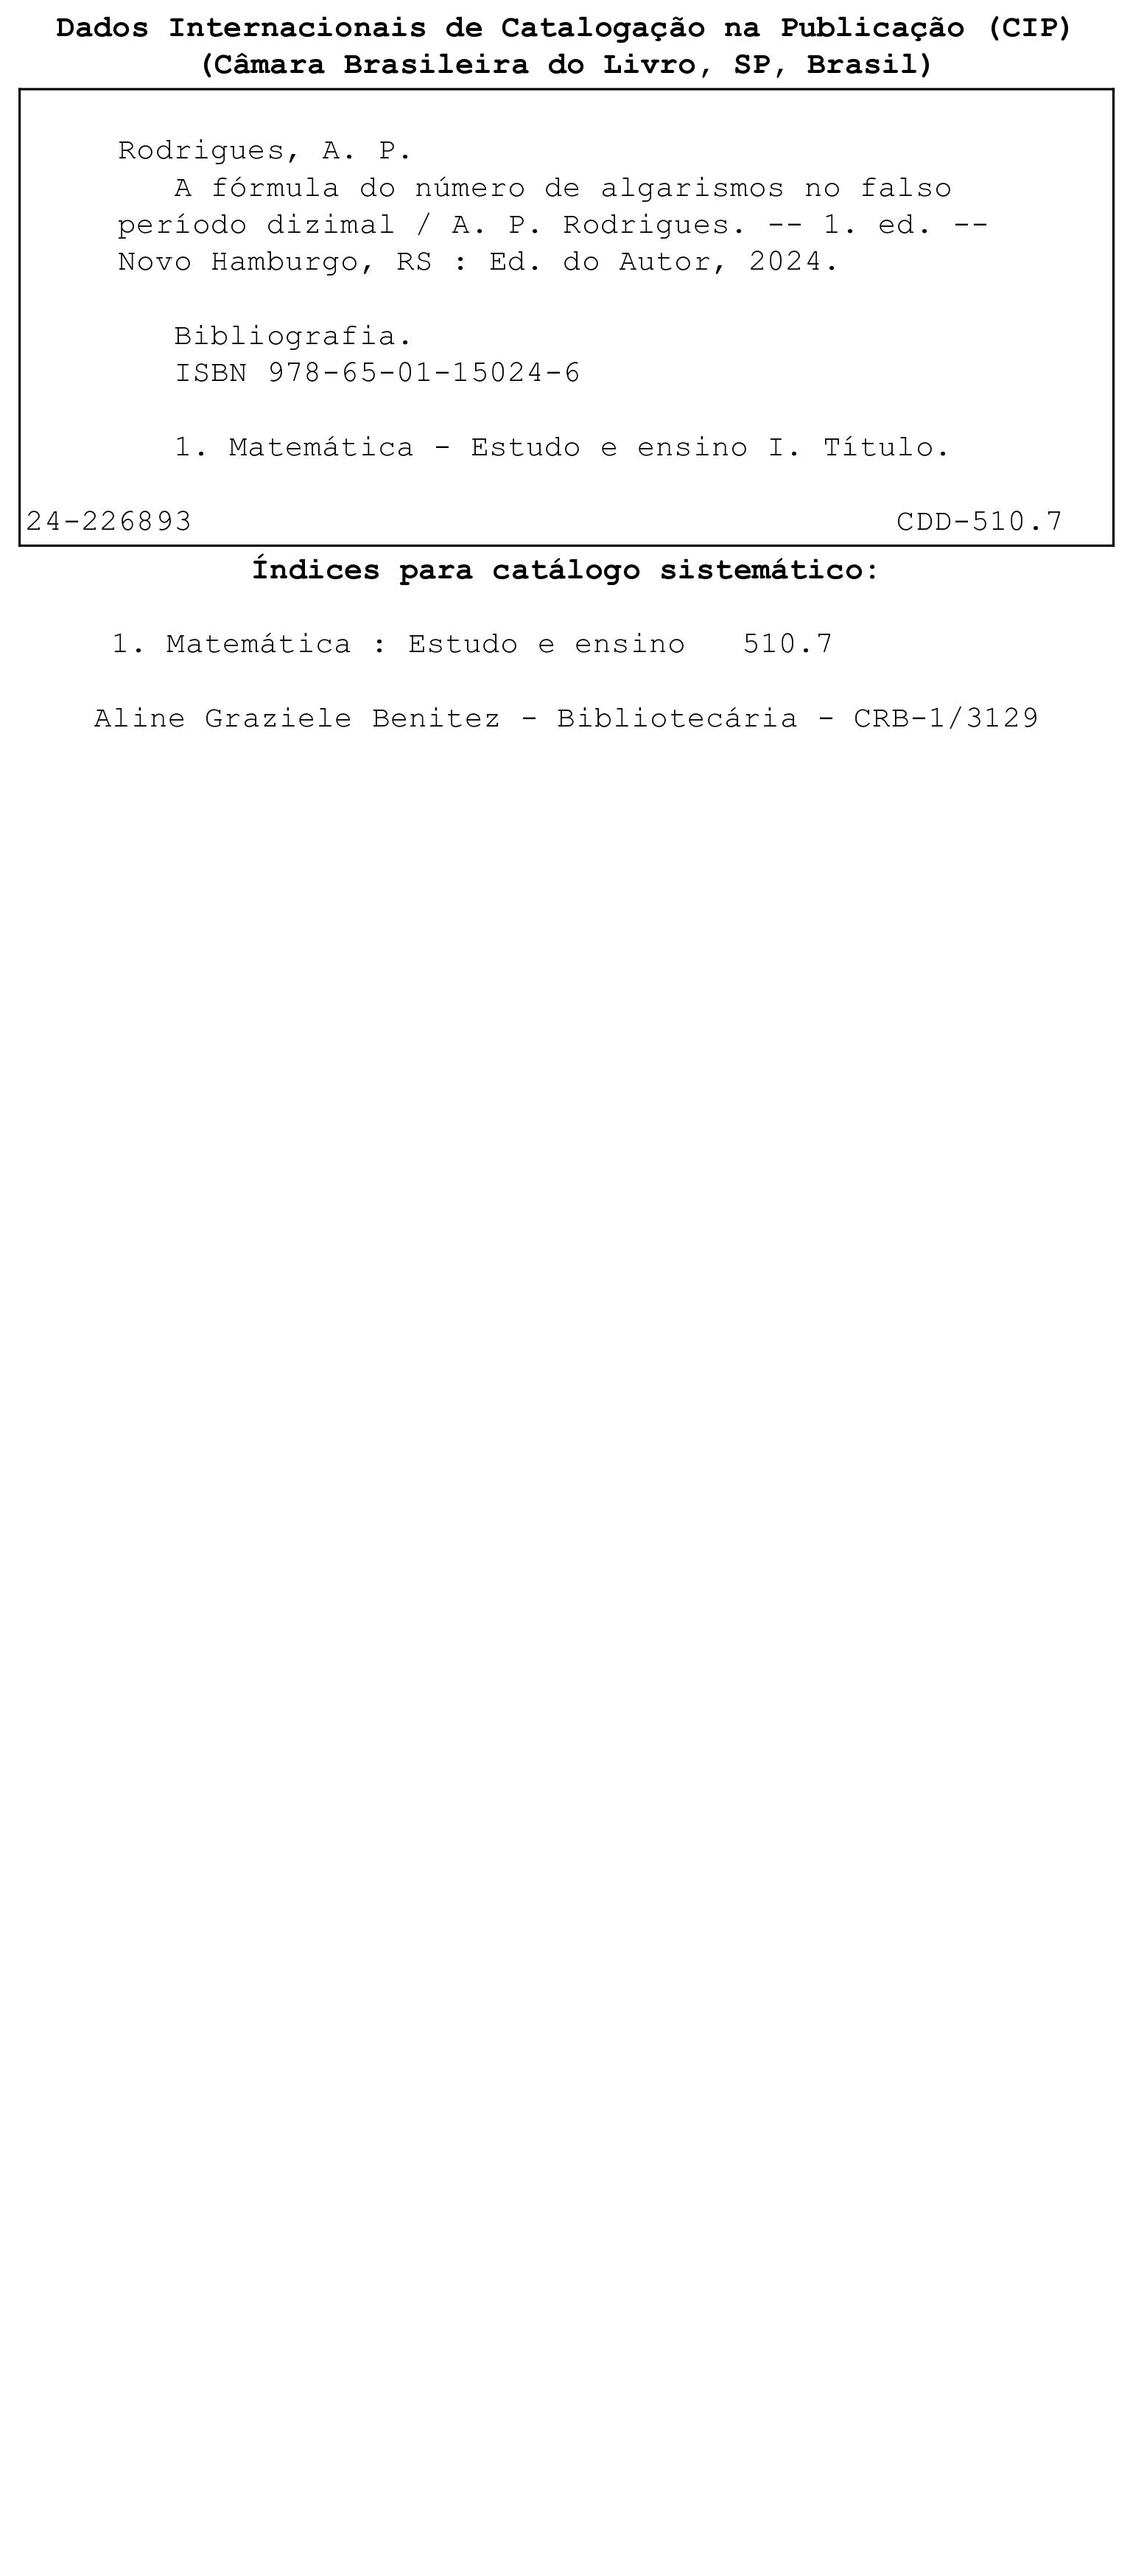 Dados Internacionais de Catalogação na Publicação (CIP)
(Câmara Brasileira do Livro, SP, Brasil)
Rodrigues, A. P.
A fórmula do número de algarismos no falso
período dizimal / A. P. Rodrigues. -- 1. ed. --
Novo Hamburgo, RS : Ed. do Autor, 2024.
Bibliografia.
ISBN 978-65-01-15024-6
1. Matemática - Estudo e ensino I. Título.
24-226893 CDD-510.7
Índices para catálogo sistemático:
1. Matemática : Estudo e ensino 510.7
Aline Graziele Benitez - Bibliotecária - CRB-1/3129